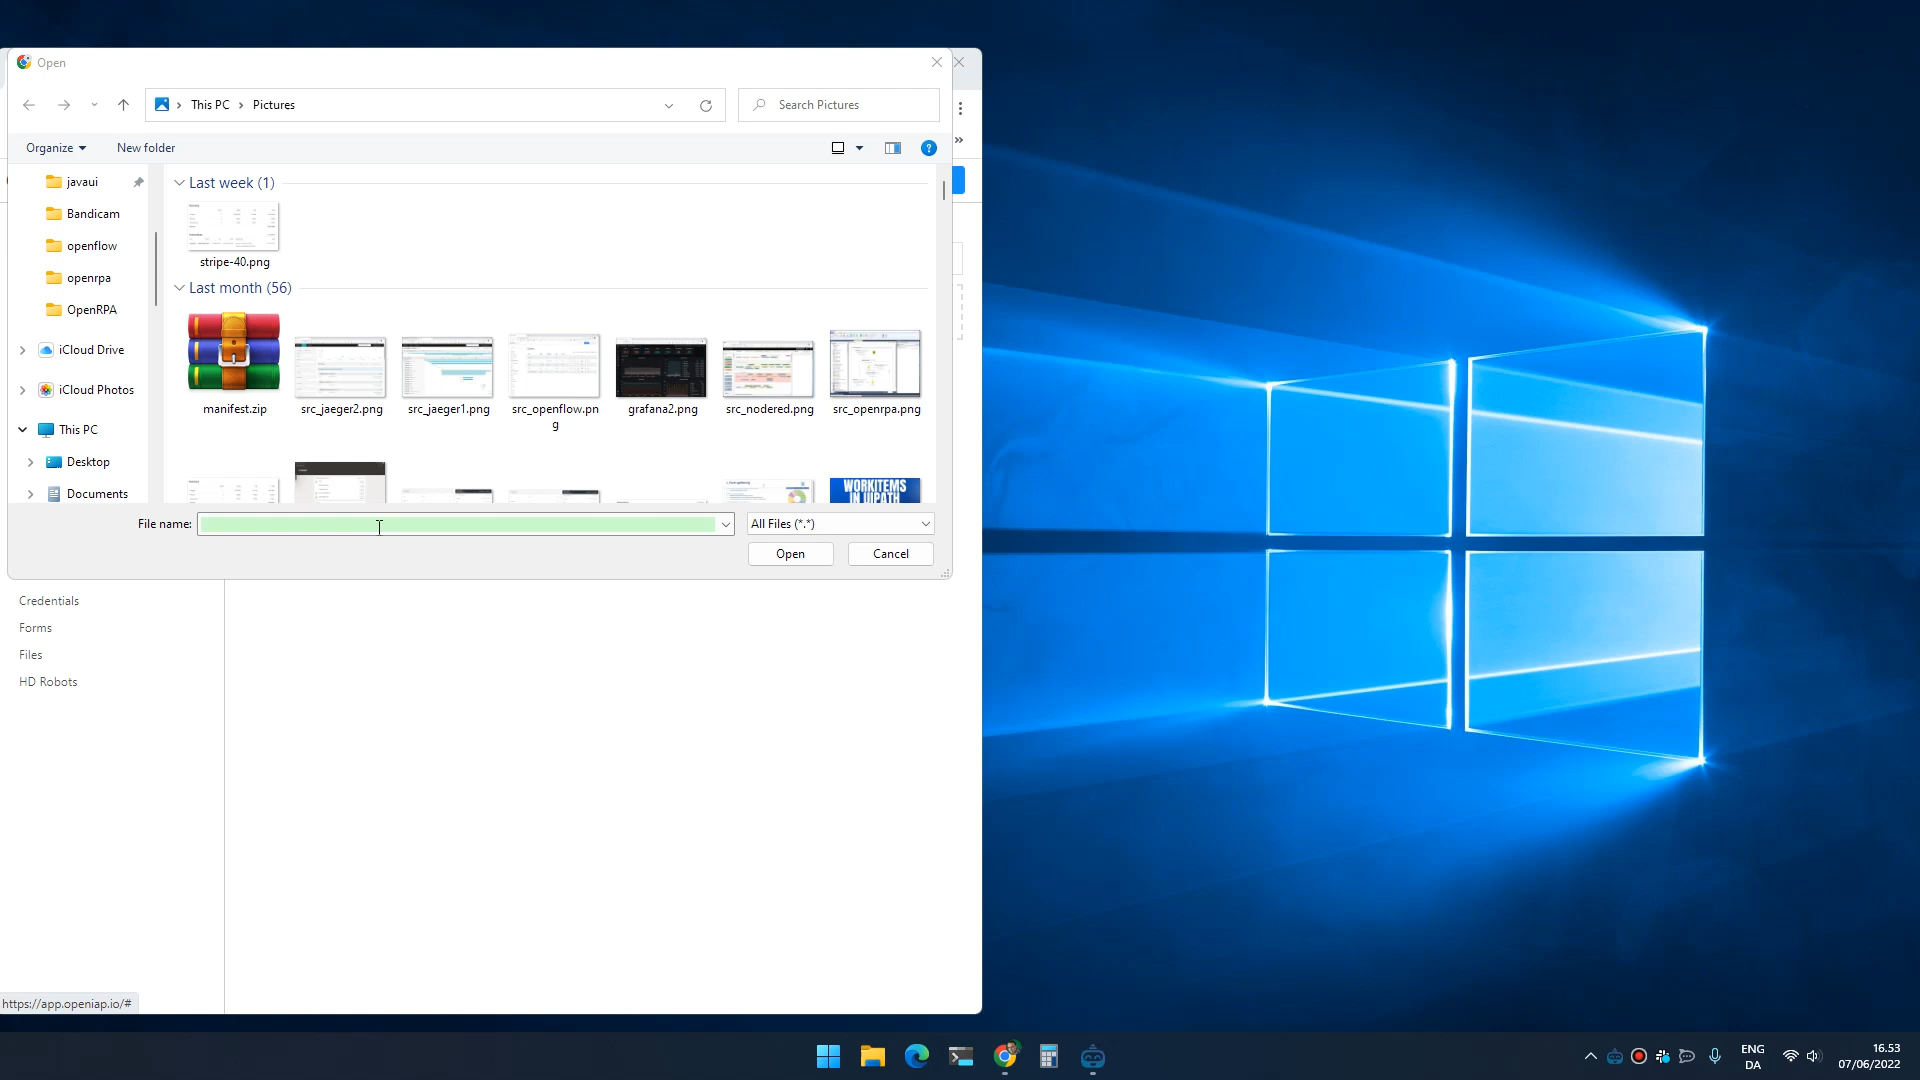 Open
This PC
Pictures
Search Pictures
Organize
New folder
?
javaui
Bandicam
openflow
openrpa
OpenRPA
iCloud Drive
iCloud Photos
This PC
Desktop
Documents
Last week (1)
stripe-40.png
Last month (56)
manifest.zip
src_jaeger2.png
src_jaeger1.png
src_openflow.pn
g
grafana2.png
src_nodered.png
src_openrpa.png
WORKITEMS
IN UIPATH
File name:
All Files (*.*)
Open
Cancel
Credentials
Forms
Files
HD Robots
https://app.openiap.io/#
ENG
DA
16.53
07/06/2022